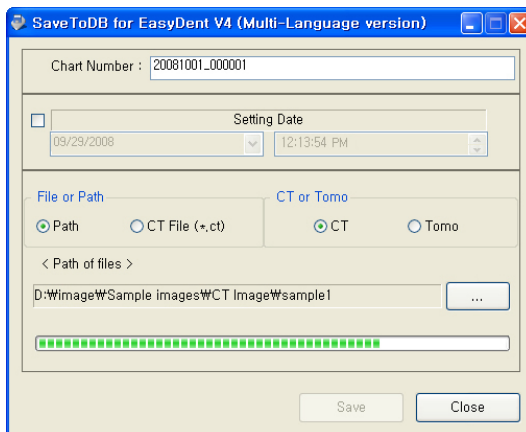 SaveToDB for EasyDent V4 (Multi-Language version)
Chart Number : 20081001_000001
Setting Date
09/29/2008 12:13:54 PM
File or Path CT or Tomo
Path CT File (*.ct) CT Tomo
< Path of files >
D:₩image₩Sample images₩CT Image₩sample1 ...
Save Close